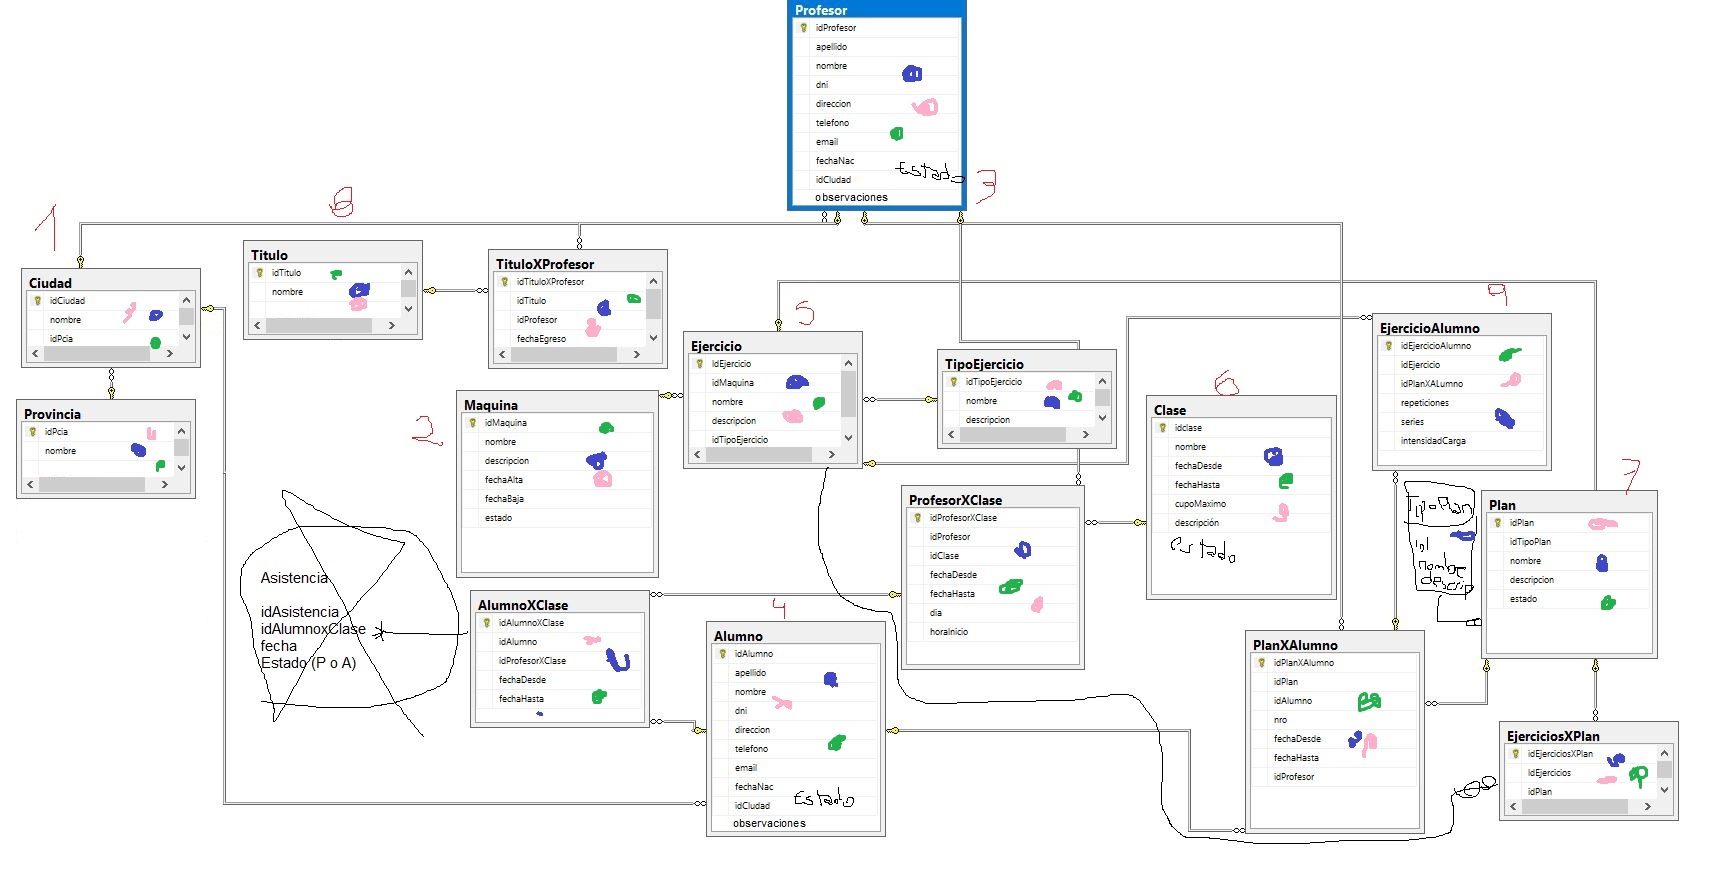 Profesor
idProfesor
apellido
nombre
dni
direccion
telefono
email
fechaNac
idCIudad
observaciones
Estado
3
1
8
Ciudad
idCiudad
nombre
idPcia
Titulo
idTitulo
nombre
TituloXProfesor
idTituloXProfesor
idTitulo
idProfesor
fechaEgreso
5
Ejercicio
idEjercicio
idMaquina
nombre
descripcion
idTipoEjercicio
TipoEjercicio
idTipoEjercicio
nombre
descripcion
9
EjercicioAlumno
idEjercicioAlumno
idEjercicio
idPlanXALumno
repeticiones
series
intensidadCarga
Provincia
idPcia
nombre
2
Maquina
idMaquina
nombre
descripcion
fechaAlta
fechaBaja
estado
6
Clase
idclase
nombre
fechaDesde
fechaHasta
cupoMaximo
descripción
estado
ProfesorXClase
idProfesorXClase
idProfesor
idClase
fechaDesde
fechaHasta
dia
horaInicio
7
Plan
idPlan
idTipoPlan
nombre
descripcion
estado
TipoPlan
nombre
descrip
Asistencia
idAsistencia
idAlumnoxClase
fecha
Estado (P o A)
AlumnoXClase
idAlumnoXClase
idAlumno
idProfesorXClase
fechaDesde
fechaHasta
4
Alumno
idAlumno
apellido
nombre
dni
direccion
telefono
email
fechaNac
idCIudad
observaciones
Estado
PlanXAlumno
idPlanXAlumno
idPlan
idAlumno
nro
fechaDesde
fechaHasta
idProfesor
EjerciciosXPlan
idEjerciciosXPlan
idEjercicios
idPlan